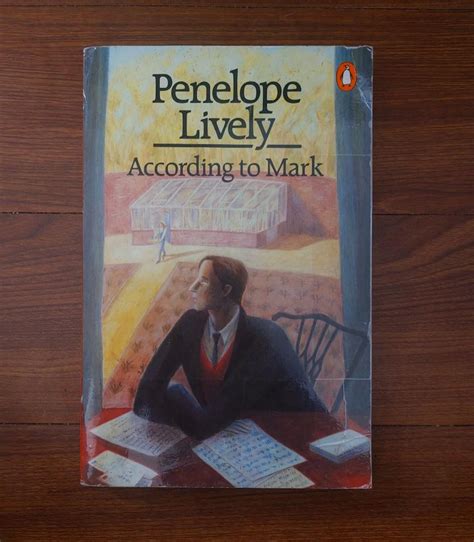 Penelope
Lively
According to Mark